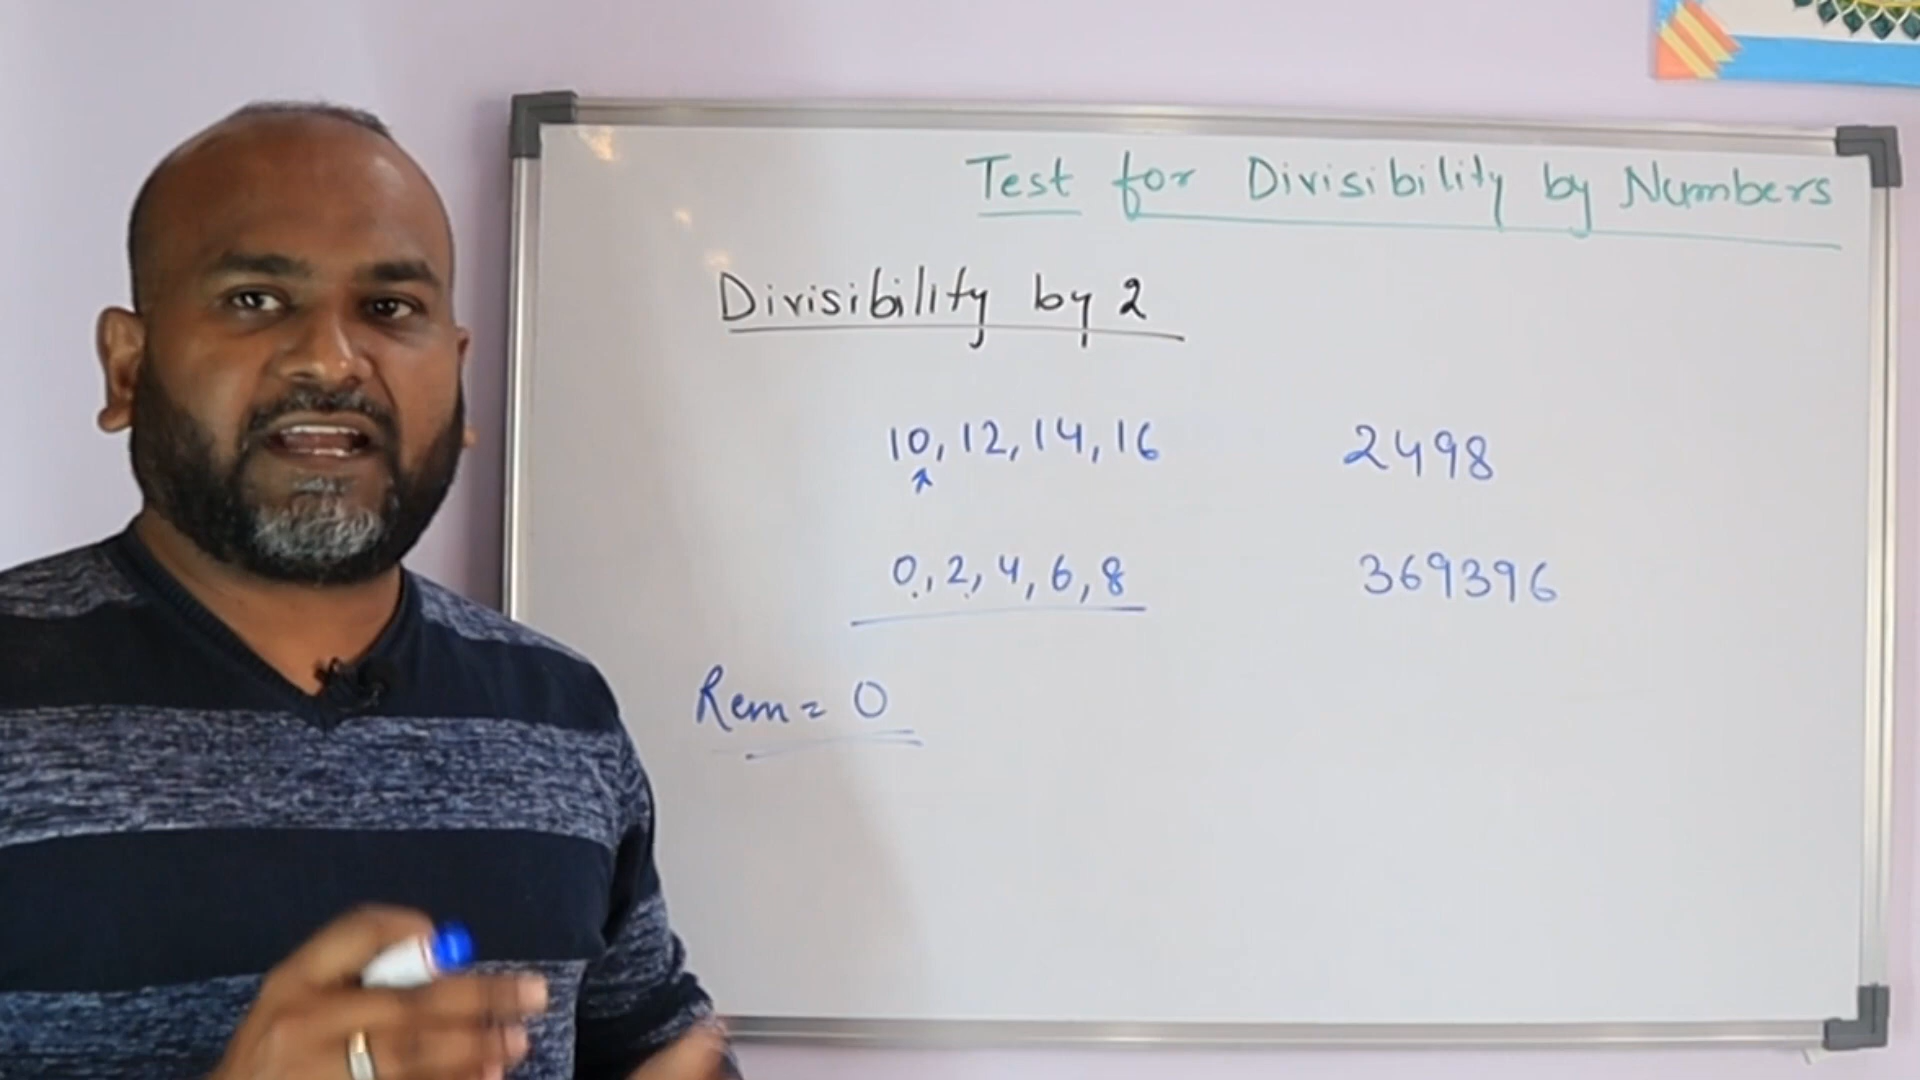 Test for Divisibility by Numbers
Divisibility by 2
10, 12, 14, 16
2498
0, 2, 4, 6, 8
369396
Rem = 0